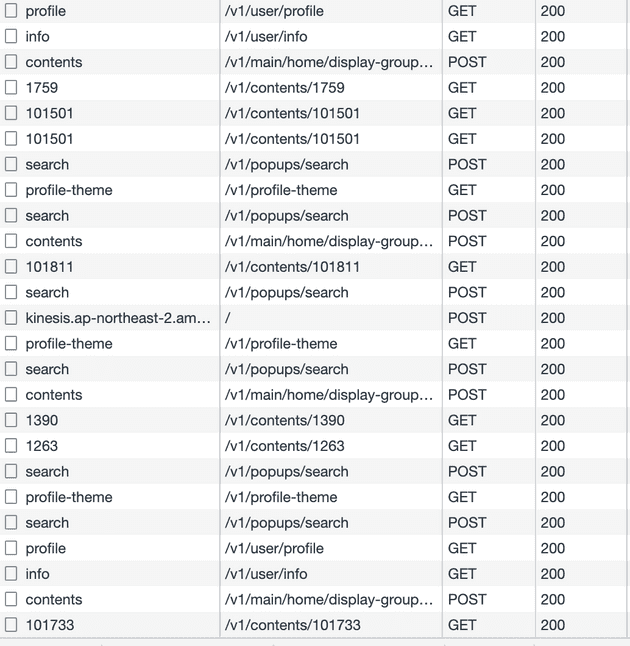 profile /v1/user/profile GET 200
info /v1/user/info GET 200
contents /v1/main/home/display-group... POST 200
1759 /v1/contents/1759 GET 200
101501 /v1/contents/101501 GET 200
101501 /v1/contents/101501 GET 200
search /v1/popups/search POST 200
profile-theme /v1/profile-theme GET 200
search /v1/popups/search POST 200
contents /v1/main/home/display-group... POST 200
101811 /v1/contents/101811 GET 200
search /v1/popups/search POST 200
kinesis.ap-northeast-2.am... / POST 200
profile-theme /v1/profile-theme GET 200
search /v1/popups/search POST 200
contents /v1/main/home/display-group... POST 200
1390 /v1/contents/1390 GET 200
1263 /v1/contents/1263 GET 200
search /v1/popups/search POST 200
profile-theme /v1/profile-theme GET 200
search /v1/popups/search POST 200
profile /v1/user/profile GET 200
info /v1/user/info GET 200
contents /v1/main/home/display-group... POST 200
101733 /v1/contents/101733 GET 200